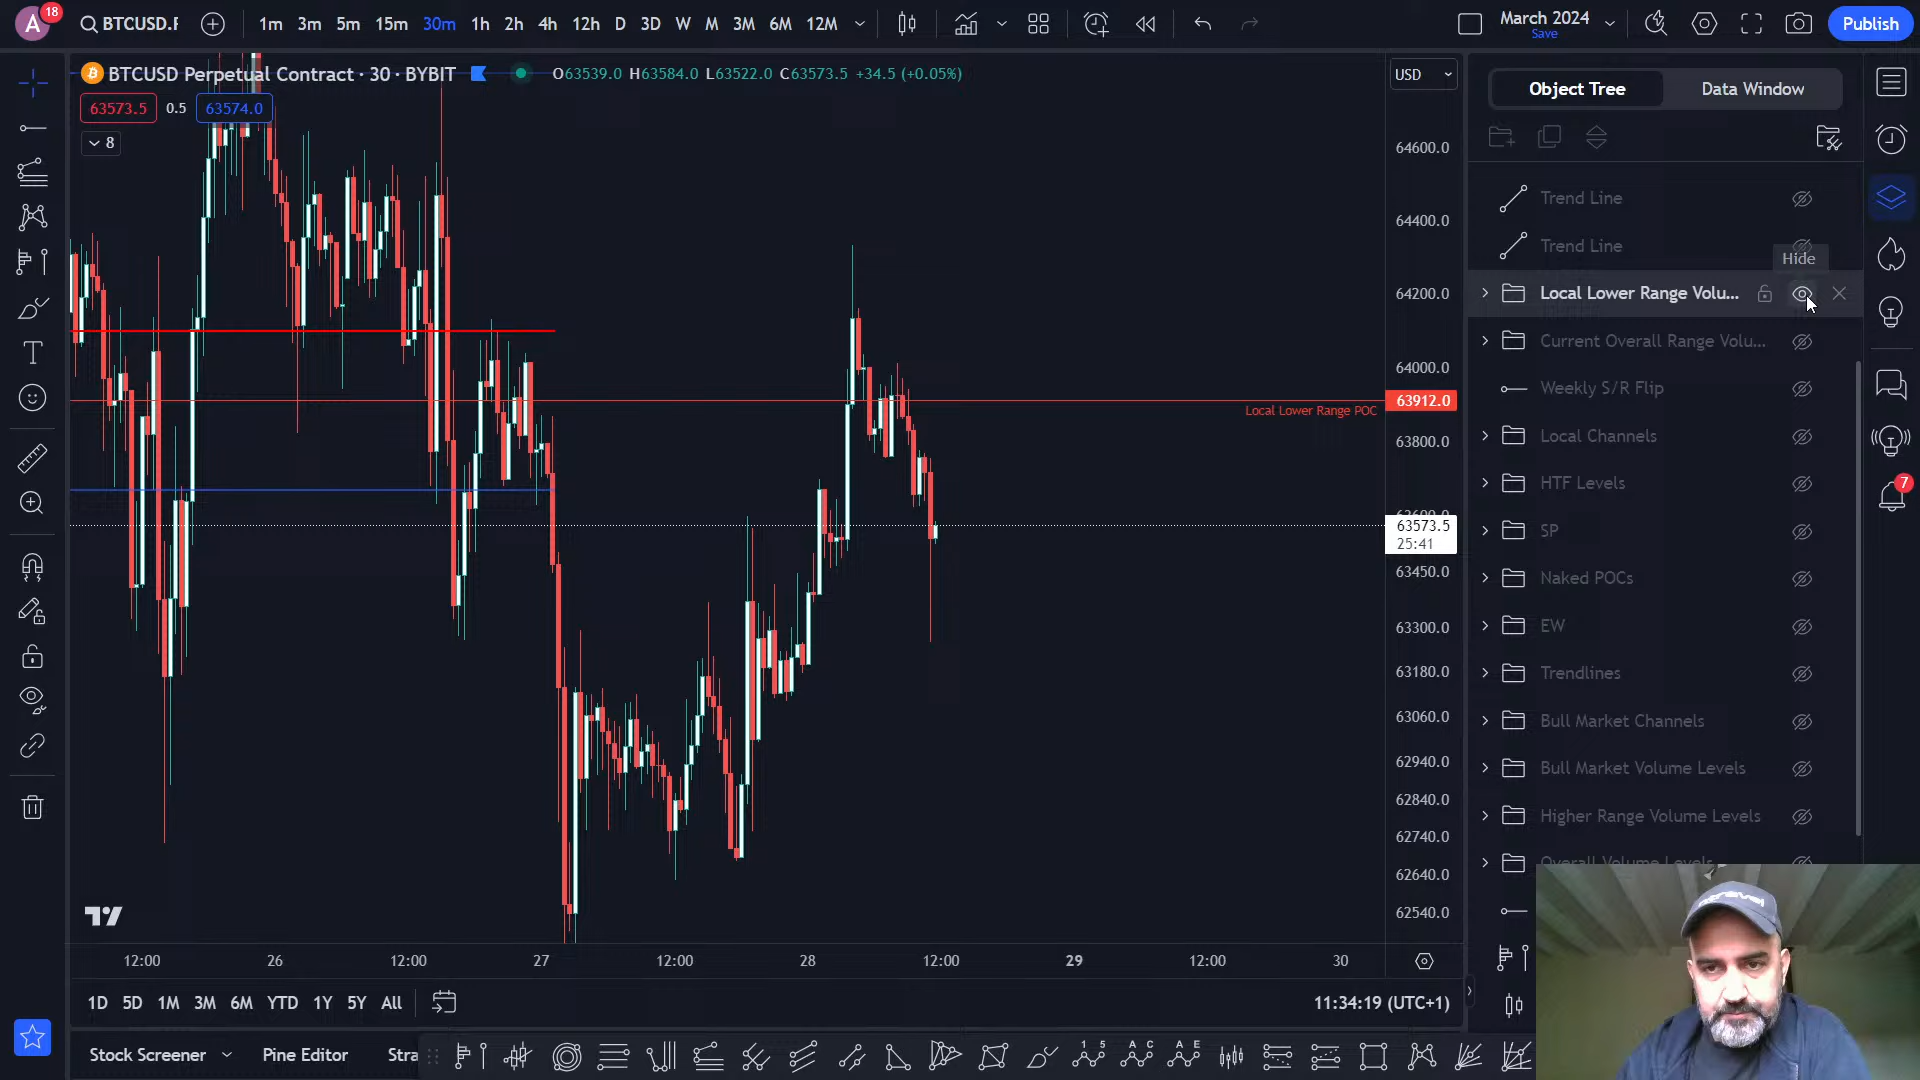 A
18
BTCUSD.F
1m 3m 5m 15m 30m 1h 2h 4h 12h D 3D W M 3M 6M 12M
March 2024
Save
Publish
BTCUSD Perpetual Contract · 30 · BYBIT
O63539.0 H63584.0 L63522.0 C63573.5 +34.5 (+0.05%)
USD
63573.5 0.5 63574.0
8
Object Tree
Data Window
Trend Line
Trend Line
Hide
Local Lower Range Volu...
Current Overall Range Volu...
Weekly S/R Flip
Local Channels
HTF Levels
SP
Naked POCs
EW
Trendlines
Bull Market Channels
Bull Market Volume Levels
Higher Range Volume Levels
Overall Volume Levels
7
64600.0
64400.0
64200.0
64000.0
63912.0
Local Lower Range POC
63800.0
63600.0
63573.5
25:41
63450.0
63300.0
63180.0
63060.0
62940.0
62840.0
62740.0
62640.0
62540.0
12:00 26 12:00 27 12:00 28 12:00 29 12:00 30
1D 5D 1M 3M 6M YTD 1Y 5Y All
11:34:19 (UTC+1)
Stock Screener
Pine Editor
Stra